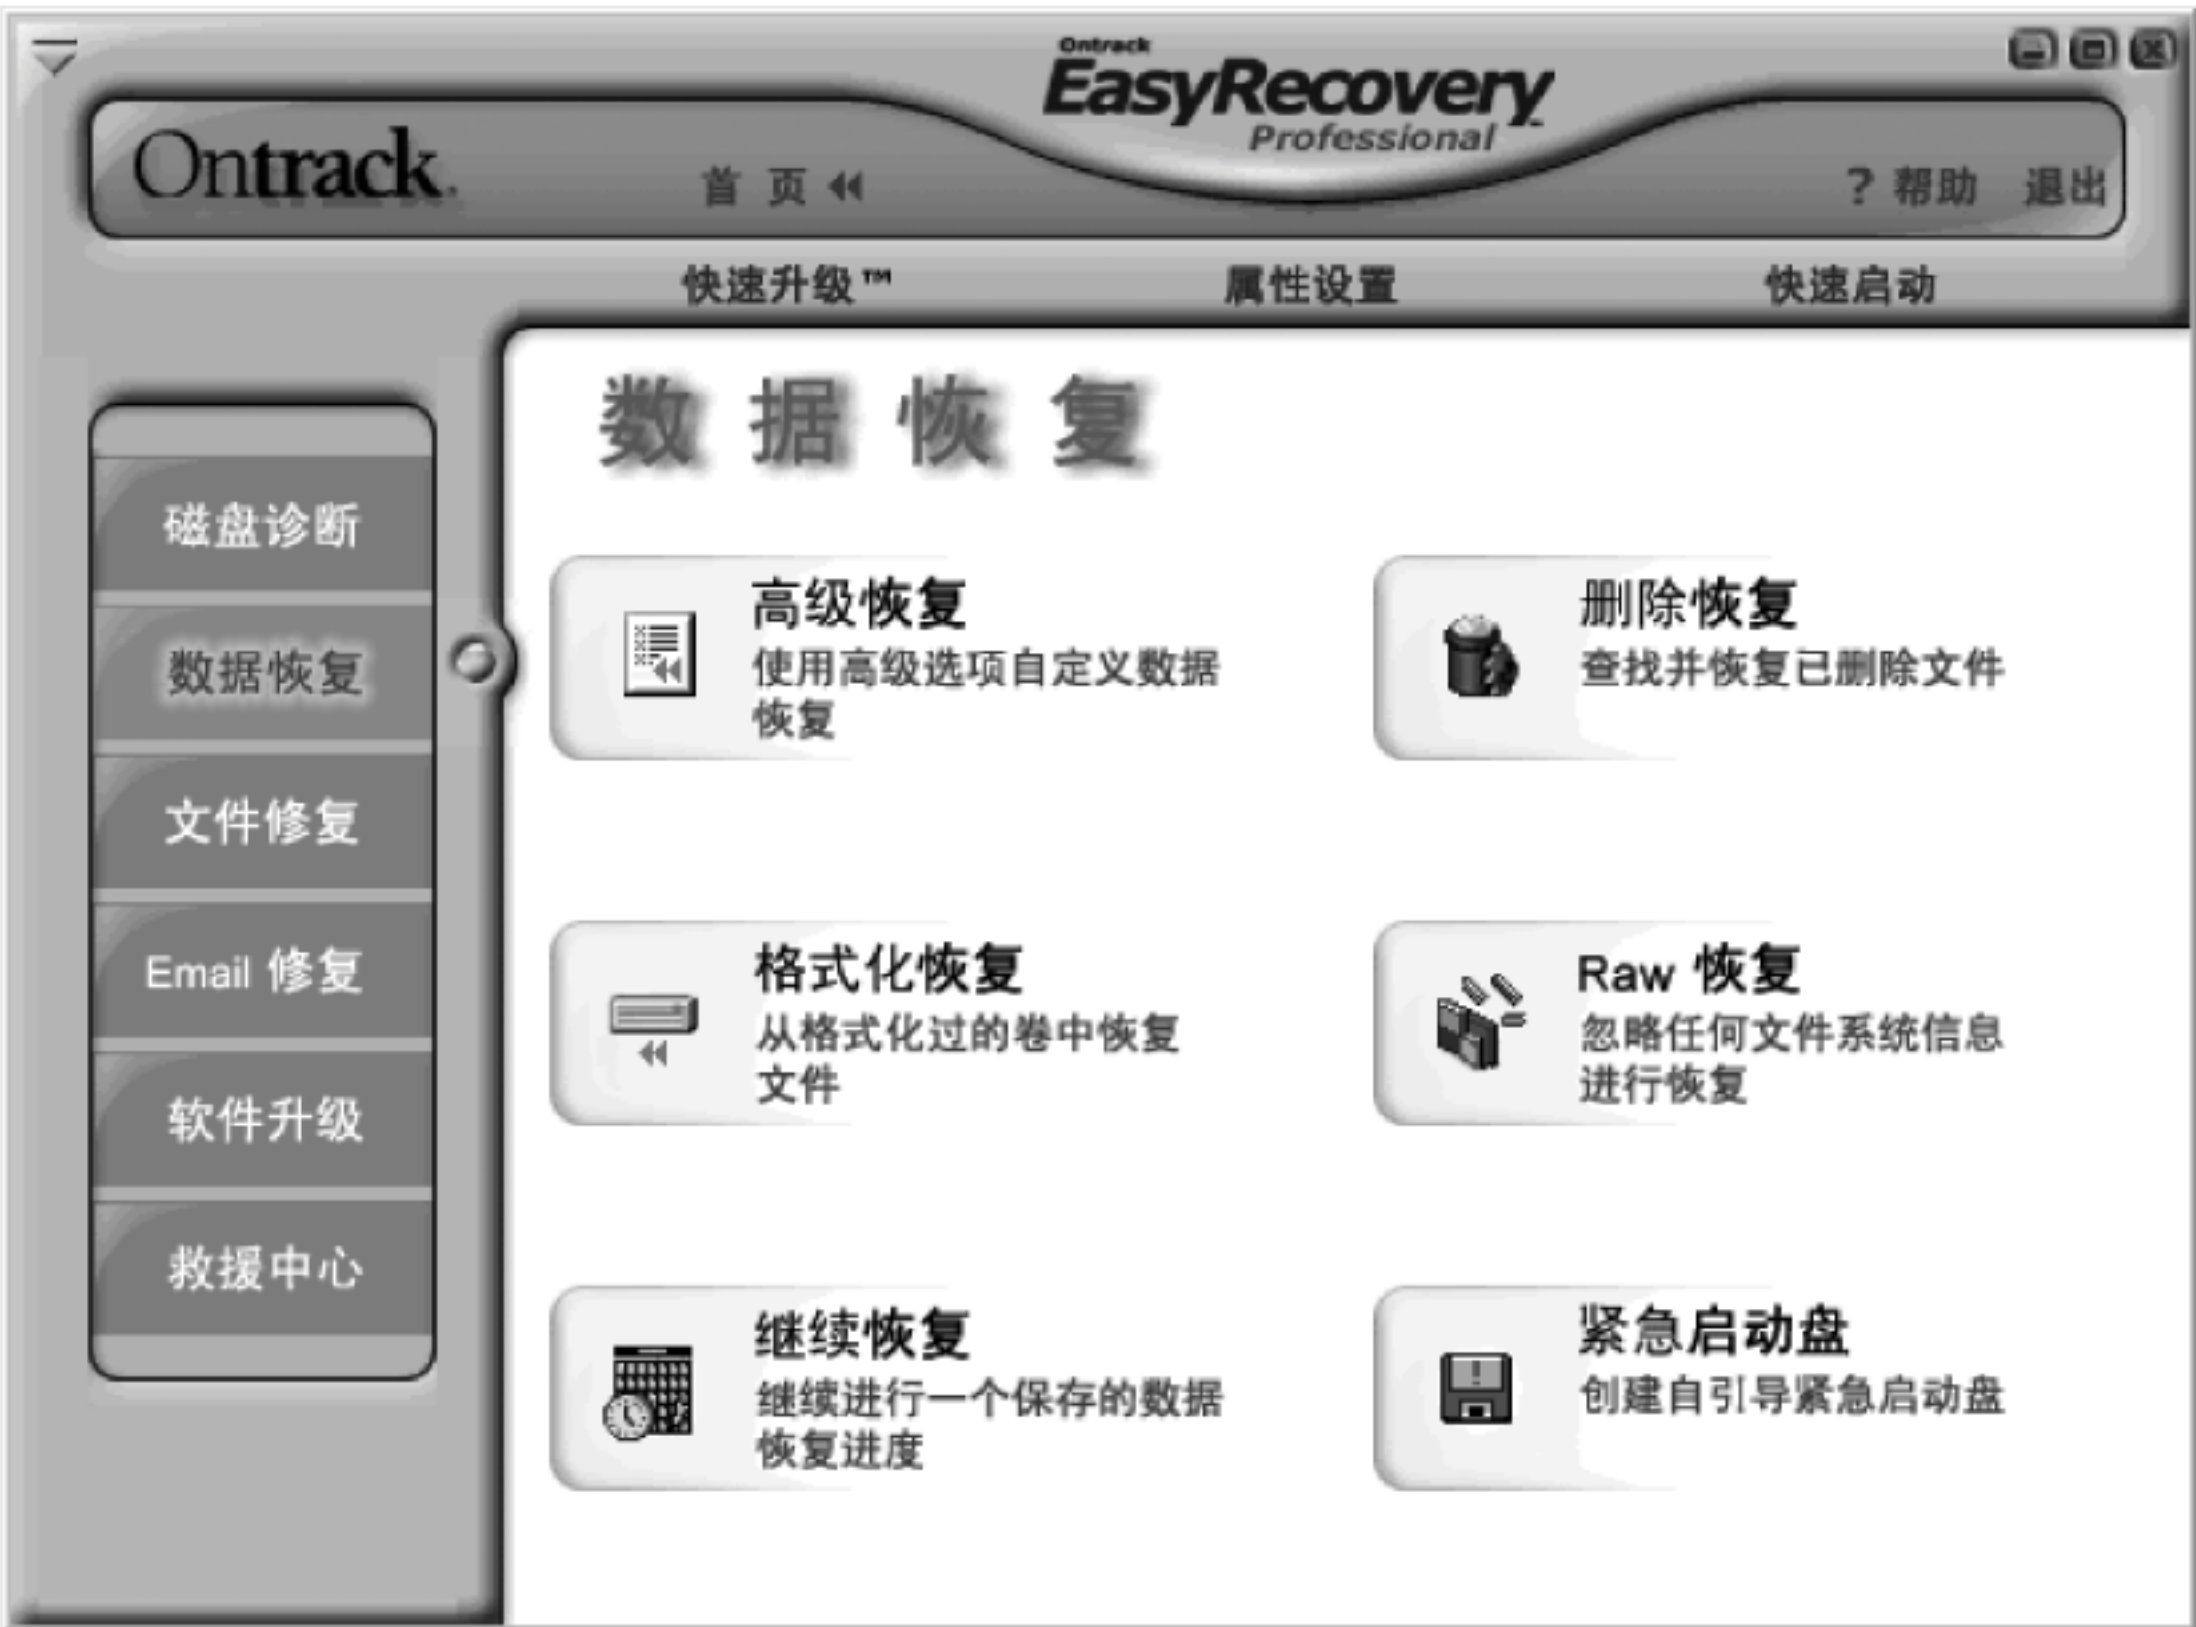 Ontrack
EasyRecovery
Professional
Ontrack.
首 页
? 帮助 退出
快速升级™ 属性设置 快速启动
磁盘诊断
数据恢复
文件修复
Email 修复
软件升级
救援中心
数据恢复
高级恢复
使用高级选项自定义数据
恢复
删除恢复
查找并恢复已删除文件
格式化恢复
从格式化过的卷中恢复
文件
Raw 恢复
忽略任何文件系统信息
进行恢复
继续恢复
继续进行一个保存的数据
恢复进度
紧急启动盘
创建自引导紧急启动盘